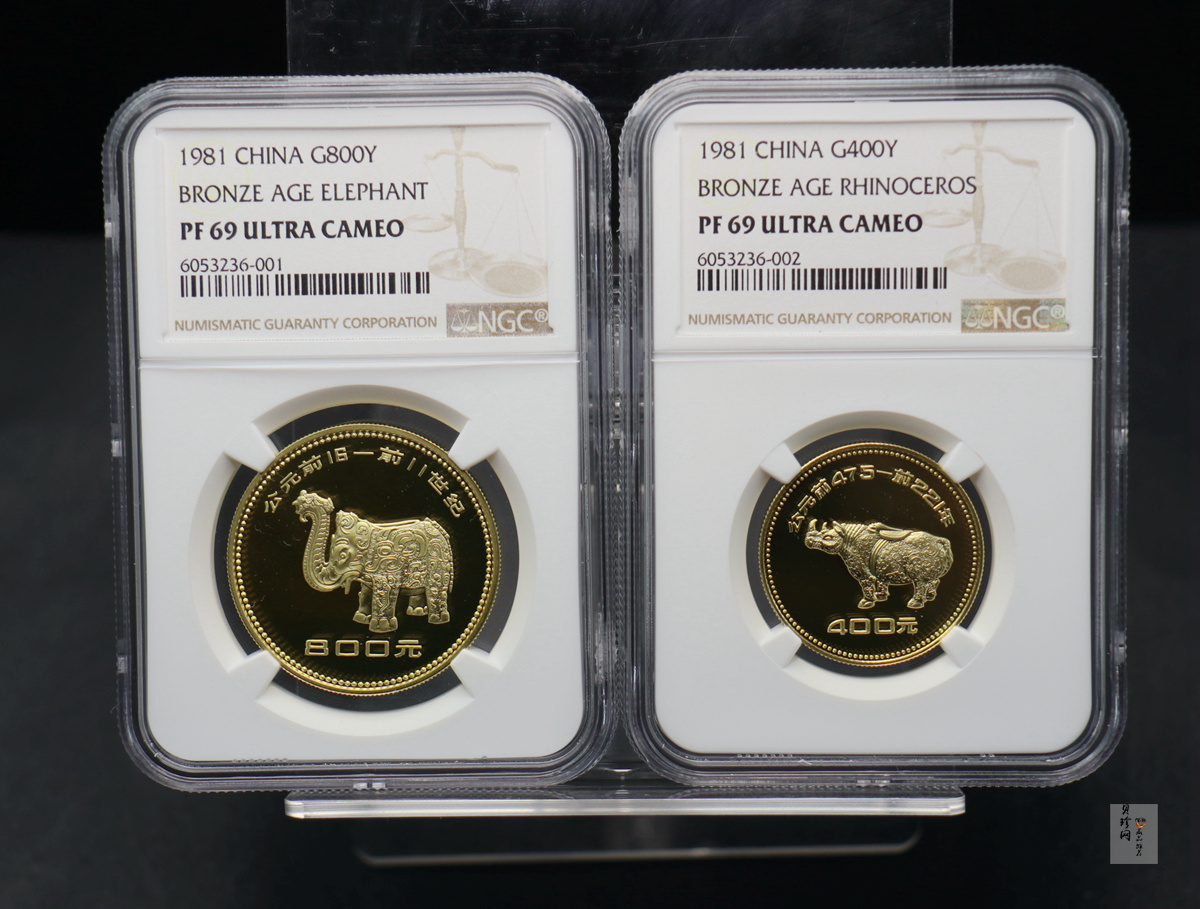 1981 CHINA G800Y
BRONZE AGE ELEPHANT
PF 69 ULTRA CAMEO
6053236-001
NUMISMATIC GUARANTY CORPORATION
NGC®
公元前16一前11世纪
800元
1981 CHINA G400Y
BRONZE AGE RHINOCEROS
PF 69 ULTRA CAMEO
6053236-002
NUMISMATIC GUARANTY CORPORATION
NGC®
公元前475一前221年
400元
贝珍网